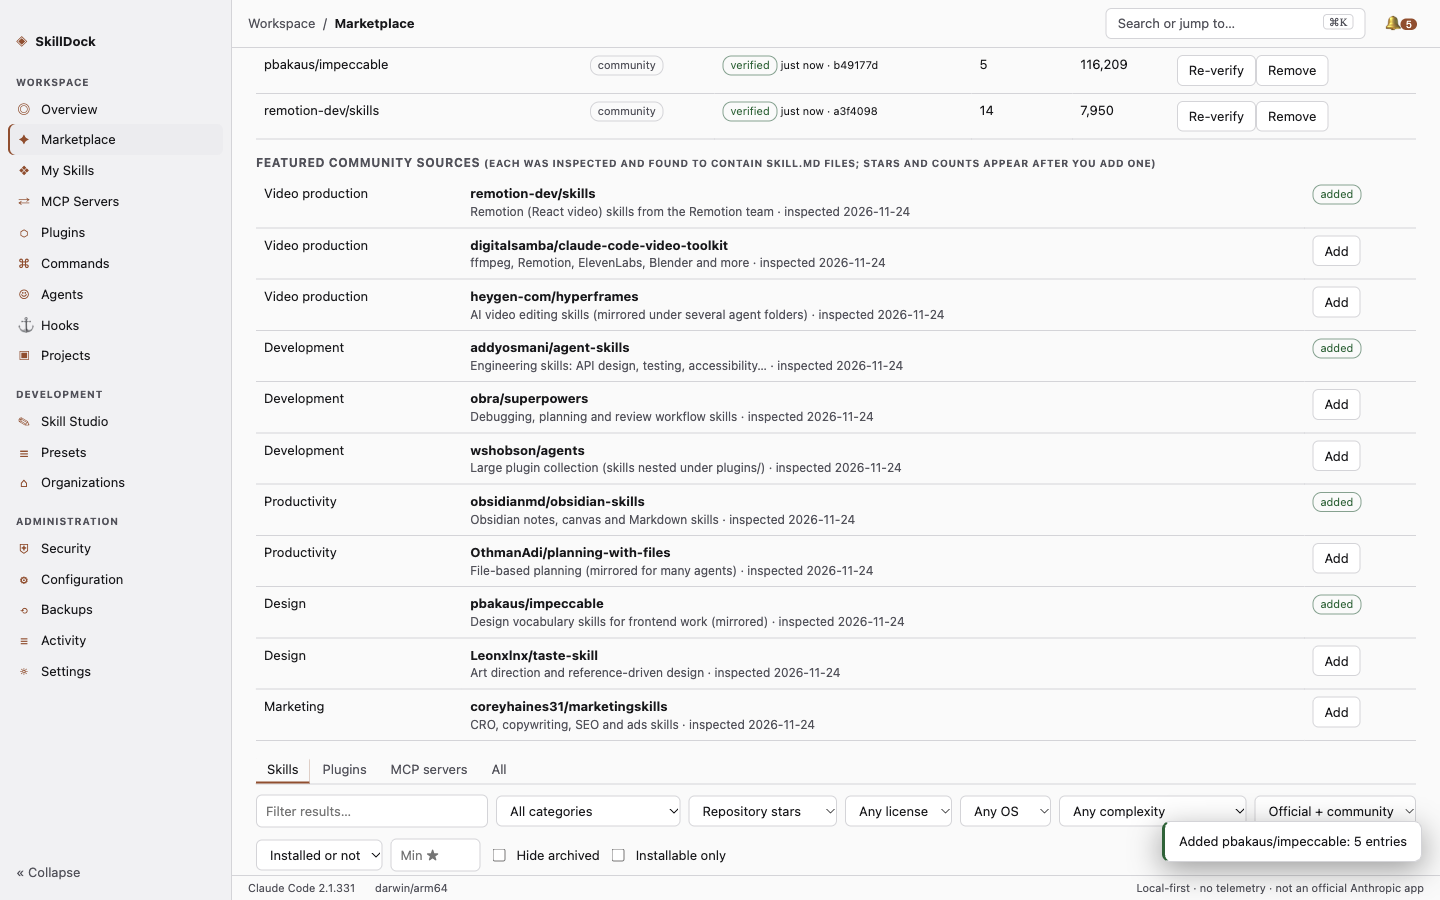 SkillDock
Workspace / Marketplace
Search or jump to… ⌘K
5
WORKSPACE
Overview
Marketplace
My Skills
MCP Servers
Plugins
Commands
Agents
Hooks
Projects
DEVELOPMENT
Skill Studio
Presets
Organizations
ADMINISTRATION
Security
Configuration
Backups
Activity
Settings
« Collapse
pbakaus/impeccable community verified just now · b49177d 5 116,209 Re-verify Remove
remotion-dev/skills community verified just now · a3f4098 14 7,950 Re-verify Remove
FEATURED COMMUNITY SOURCES (EACH WAS INSPECTED AND FOUND TO CONTAIN SKILL.MD FILES; STARS AND COUNTS APPEAR AFTER YOU ADD ONE)
Video production remotion-dev/skills added
Remotion (React video) skills from the Remotion team · inspected 2026-11-24
Video production digitalsamba/claude-code-video-toolkit Add
ffmpeg, Remotion, ElevenLabs, Blender and more · inspected 2026-11-24
Video production heygen-com/hyperframes Add
AI video editing skills (mirrored under several agent folders) · inspected 2026-11-24
Development addyosmani/agent-skills added
Engineering skills: API design, testing, accessibility… · inspected 2026-11-24
Development obra/superpowers Add
Debugging, planning and review workflow skills · inspected 2026-11-24
Development wshobson/agents Add
Large plugin collection (skills nested under plugins/) · inspected 2026-11-24
Productivity obsidianmd/obsidian-skills added
Obsidian notes, canvas and Markdown skills · inspected 2026-11-24
Productivity OthmanAdi/planning-with-files Add
File-based planning (mirrored for many agents) · inspected 2026-11-24
Design pbakaus/impeccable added
Design vocabulary skills for frontend work (mirrored) · inspected 2026-11-24
Design Leonxlnx/taste-skill Add
Art direction and reference-driven design · inspected 2026-11-24
Marketing coreyhaines31/marketingskills Add
CRO, copywriting, SEO and ads skills · inspected 2026-11-24
Skills Plugins MCP servers All
Filter results… All categories Repository stars Any license Any OS Any complexity Official + community
Installed or not Min ★ Hide archived Installable only
Added pbakaus/impeccable: 5 entries
Claude Code 2.1.331 darwin/arm64
Local-first · no telemetry · not an official Anthropic app